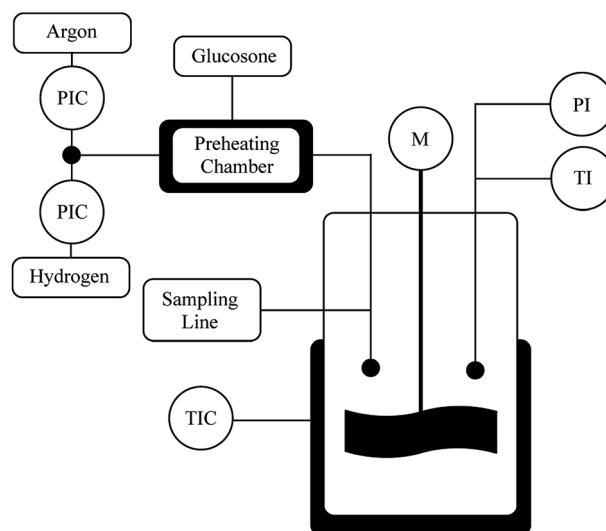 Argon
Glucosone
PIC
PI
M
Preheating
Chamber
TI
PIC
Hydrogen
Sampling
Line
TIC